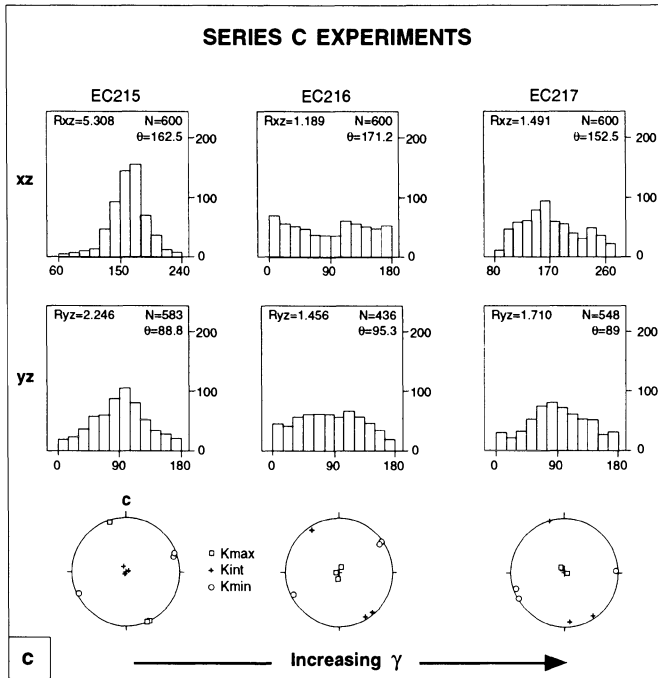 SERIES C EXPERIMENTS
EC215 EC216 EC217
Rxz=5.308 N=600 Rxz=1.189 N=600 Rxz=1.491 N=600
θ=162.5 θ=171.2 θ=152.5
200 200 200
xz
100 100 100
0 0 0
60 150 240 0 90 180 80 170 260
Ryz=2.246 N=583 Ryz=1.456 N=436 Ryz=1.710 N=548
θ=88.8 θ=95.3 θ=89
200 200 200
yz
100 100 100
0 0 0
0 90 180 0 90 180 0 90 180
c
Kmax
Kint
Kmin
c
Increasing γ